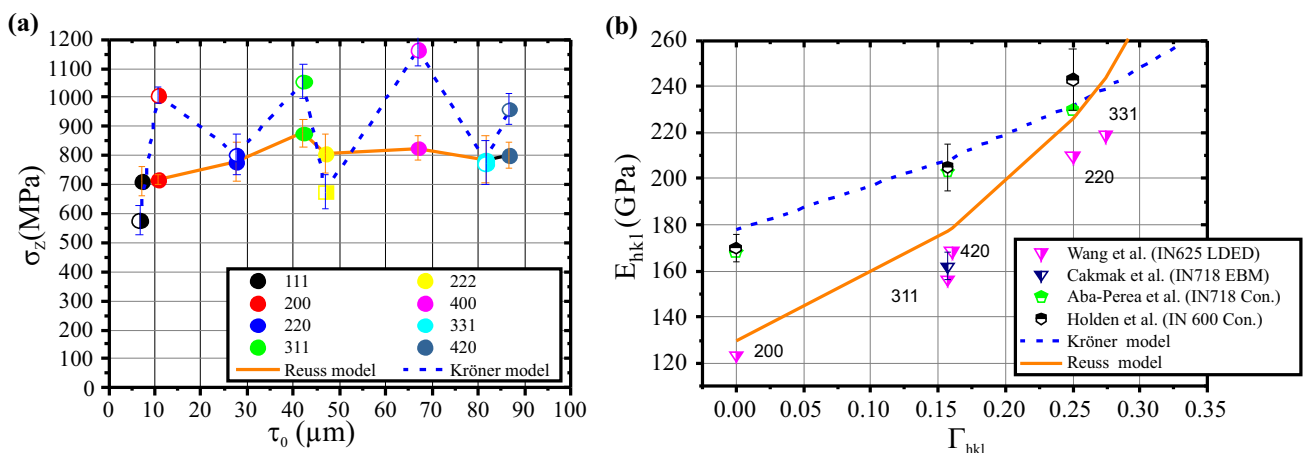 (a)
σZ(MPa)
1200
1100
1000
900
800
700
600
500
400
300
200
100
0
111
222
200
400
220
331
311
420
Reuss model
Kröner model
0 10 20 30 40 50 60 70 80 90 100
τ0 (μm)
(b)
Ehkl (GPa)
260
240
220
200
180
160
140
120
331
220
420
311
200
Wang et al. (IN625 LDED)
Cakmak et al. (IN718 EBM)
Aba-Perea et al. (IN718 Con.)
Holden et al. (IN 600 Con.)
Kröner model
Reuss model
0.00 0.05 0.10 0.15 0.20 0.25 0.30 0.35
Γhkl